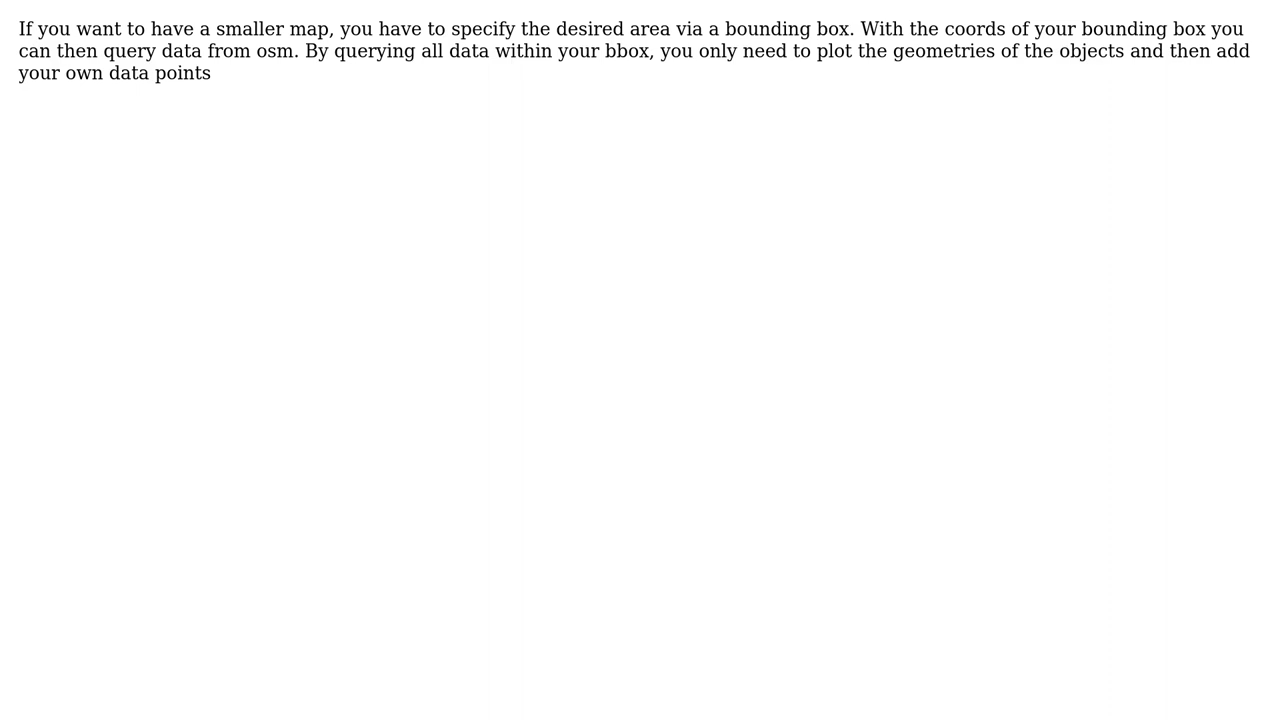 If you want to have a smaller map, you have to specify the desired area via a bounding box. With the coords of your bounding box you
can then query data from osm. By querying all data within your bbox, you only need to plot the geometries of the objects and then add
your own data points